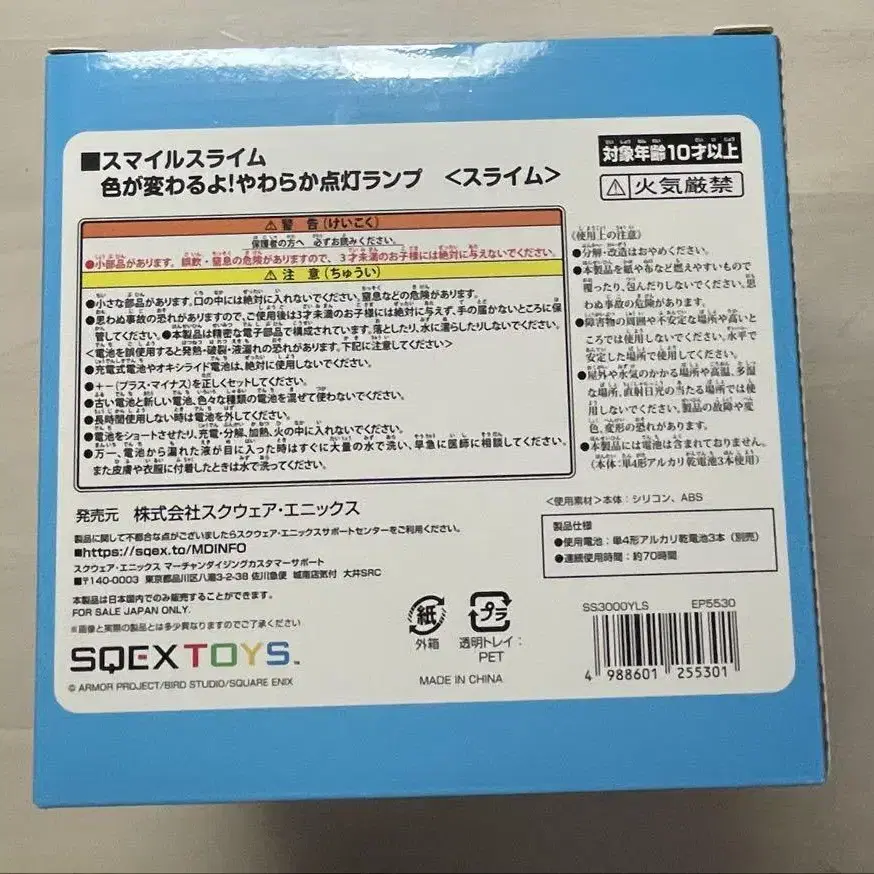 ■スマイルスライム
色が変わるよ!やわらか点灯ランプ <スライム>
対象年齢10才以上
⚠火気厳禁
⚠警 告(けいこく)
保護者の方へ 必ずお読みください。
●小部品があります。誤飲・窒息の危険がありますので、3才未満のお子様には絶対に与えないでください。
⚠注 意(ちゅうい)
●小さな部品があります。口の中には絶対に入れないでください。窒息などの危険があります。
●思わぬ事故の恐れがありますので、ご使用後は3才未満のお子様には絶対に与えず、手の届かないところに保
管してください。●本製品は精密な電子部品で構成されています。落としたり、水に濡らしたりしないでください。
<電池を誤使用すると発熱・破裂・液漏れの恐れがあります。下記に注意してください>
●充電式電池やオキシライド電池は、絶対に使用しないでください。
●+-(プラス・マイナス)を正しくセットしてください。
●古い電池と新しい電池、色々な種類の電池を混ぜて使わないでください。
●長時間使用しない時は電池を外してください。
●電池をショートさせたり、充電・分解、加熱、火の中に入れないでください。
●万一、電池から漏れた液が目に入った時はすぐに大量の水で洗い、早急に医師に相談してください。
また皮膚や衣服に付着したときは水で洗ってください。
〈使用上の注意〉
●分解・改造はおやめください。
●本製品を紙や布など燃えやすいもので
覆ったり、包んだりしないでください。思
わぬ事故の危険があります。
●障害物の周囲や不安定な場所や高いと
ころでは使用しないでください。水平で
安定した場所で使用してください。
●屋外や水気のかかる場所や高温、多湿
な場所、直射日光の当たる場所では使
用しないでください。製品の故障や変
色、変形の恐れがあります。
●本製品には電池は含まれておりません。
(本体:単4形アルカリ乾電池3本使用)
<使用素材>本体:シリコン、ABS
製品仕様
●使用電池:単4形アルカリ乾電池3本(別売)
●連続使用時間:約70時間
発売元 株式会社スクウェア・エニックス
製品に関して不都合な点がございましたらスクウェア・エニックスサポートセンターをご利用ください。
■https://sqex.to/MDINFO
スクウェア・エニックス マーチャンダイジングカスタマーサポート
■〒140-0003 東京都品川区八潮3-2-38 佐川急便 城南店気付 大井SRC
本製品は日本国内でのみ販売することができます。
FOR SALE JAPAN ONLY.
※画像と実際の製品とは多少異なりますのでご了承ください
SQEX TOYS™
© ARMOR PROJECT/BIRD STUDIO/SQUARE ENIX
紙
外箱
プラ
透明トレイ:
PET
MADE IN CHINA
SS3000YLS EP5530
4 988601 255301